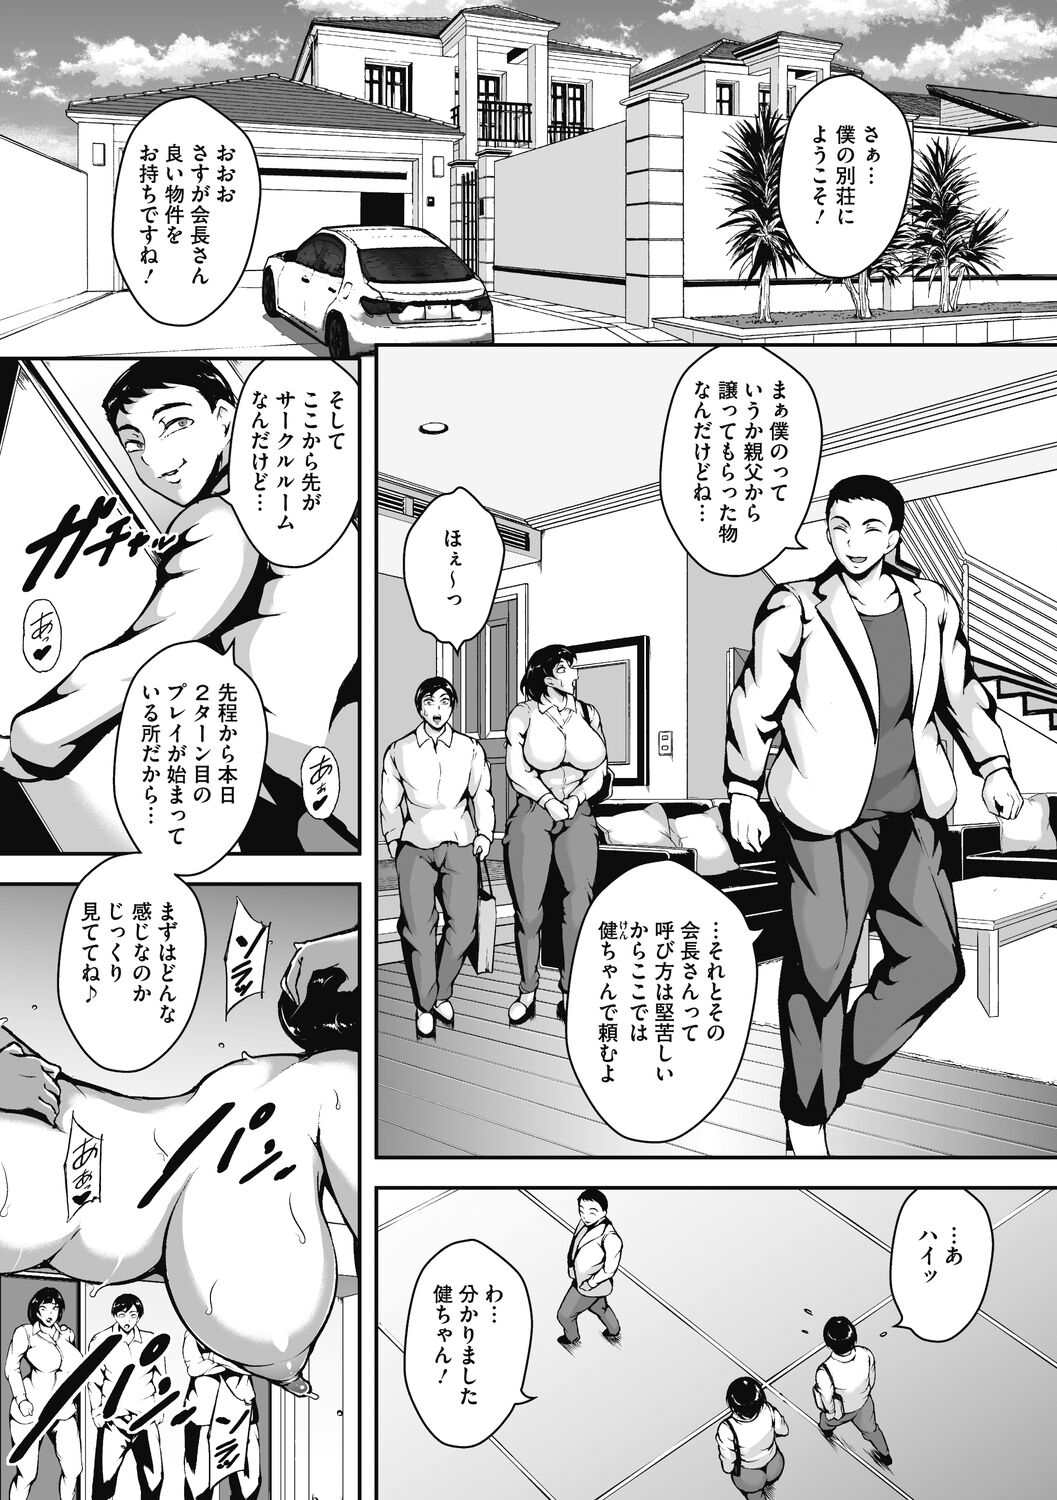 さぁ…
僕の別荘に
ようこそ！
おおお
さすが会長さん
良い物件を
お持ちですね！
まぁ僕のって
いうか親父から
譲ってもらった物
なんだけどね…
ほぇ～っ
…それとその
会長さんって
呼び方は堅苦しい
からここでは
健ちゃんで頼むよ
けん
…あ
ハイッ
わ…
分かりました
健ちゃん！
そして
ここから先が
サークルルーム
なんだけど…
ガチャル
あっ♥
先程から本日
2ターン目の
プレイが始まって
いる所だから…
あぁっ♥
まずはどんな
感じなのか
じっくり
見ててね♪
パンッ
あぁっ♥
パンッ
パンッ